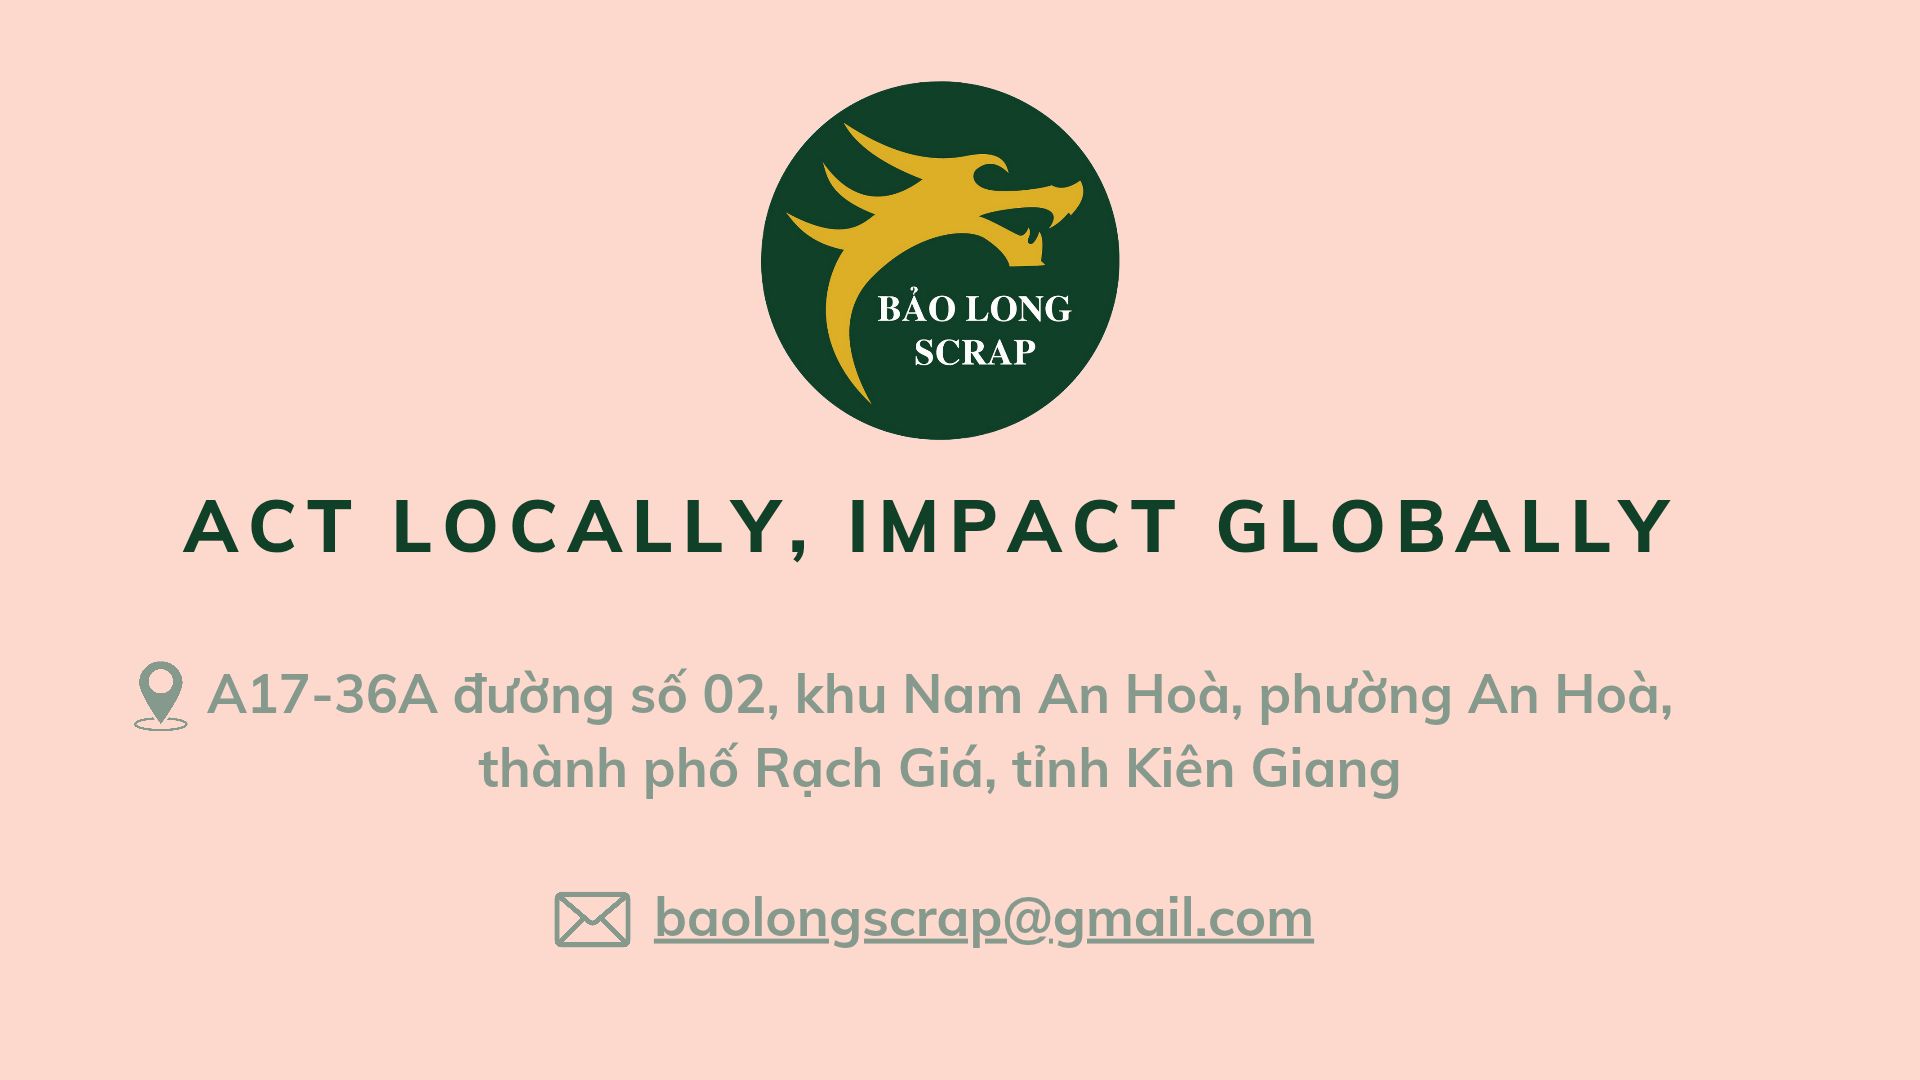 BẢO LONG
SCRAP
ACT LOCALLY, IMPACT GLOBALLY
A17-36A đường số 02, khu Nam An Hoà, phường An Hoà,
thành phố Rạch Giá, tỉnh Kiên Giang
baolongscrap@gmail.com